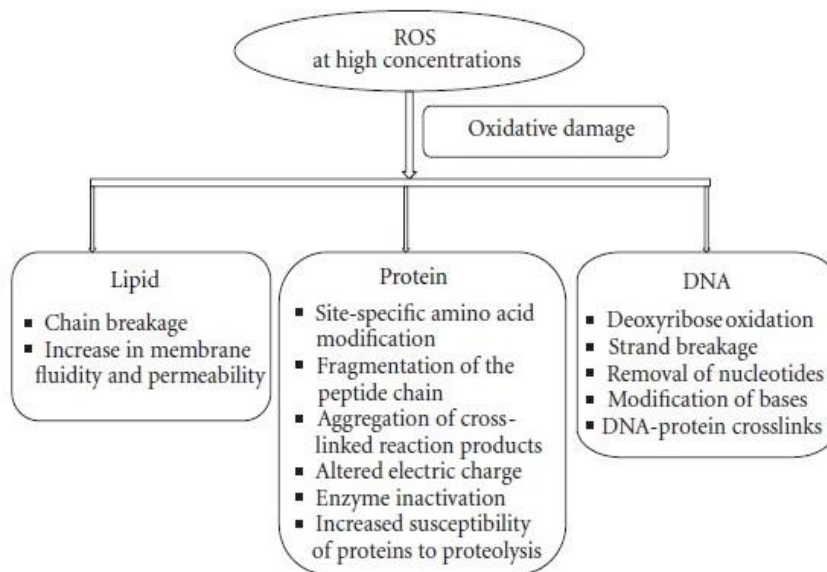 ROS
at high concentrations
Oxidative damage
Lipid
▪ Chain breakage
▪ Increase in membrane
fluidity and permeability
Protein
▪ Site-specific amino acid
modification
▪ Fragmentation of the
peptide chain
▪ Aggregation of cross-
linked reaction products
▪ Altered electric charge
▪ Enzyme inactivation
▪ Increased susceptibility
of proteins to proteolysis
DNA
▪ Deoxyribose oxidation
▪ Strand breakage
▪ Removal of nucleotides
▪ Modification of bases
▪ DNA-protein crosslinks